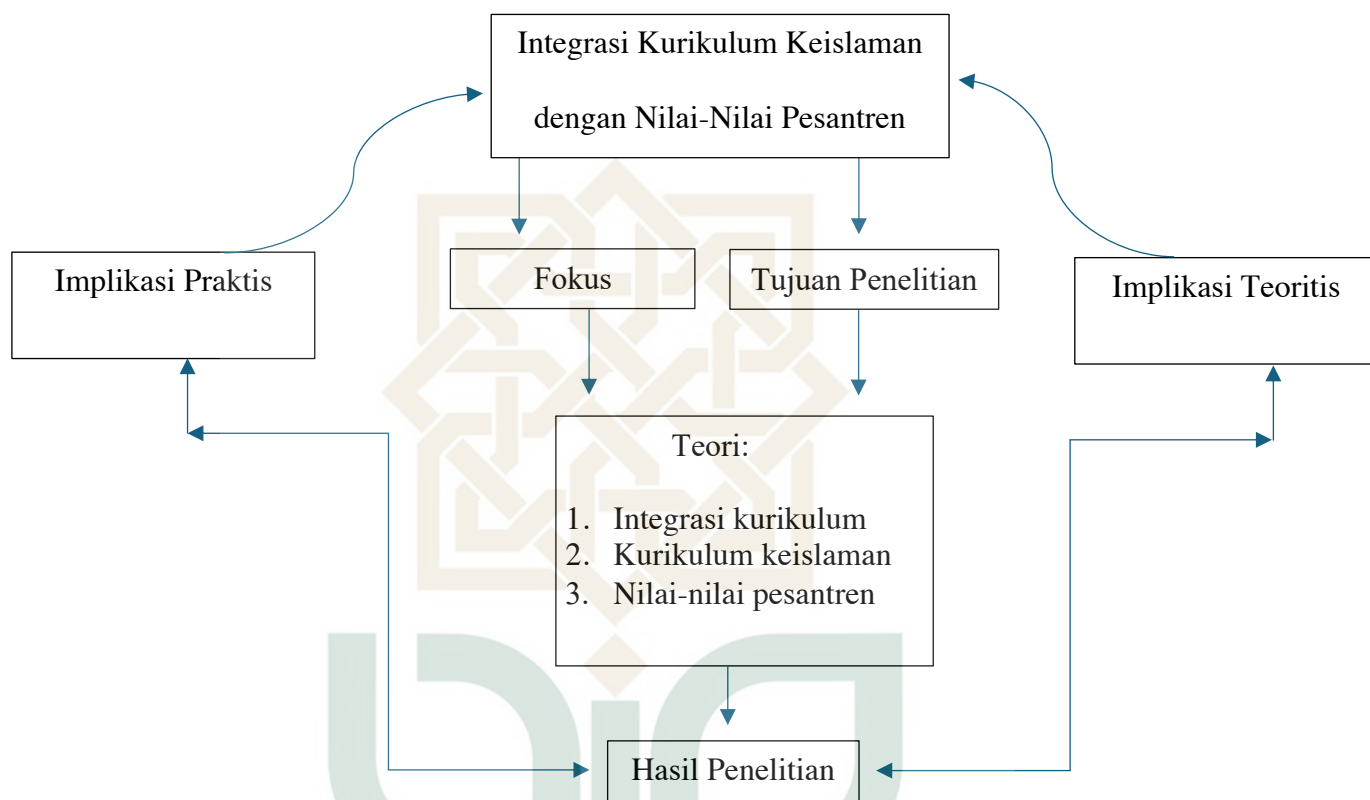 Integrasi Kurikulum Keislaman
dengan Nilai-Nilai Pesantren
Implikasi Praktis
Fokus
Tujuan Penelitian
Implikasi Teoritis
Teori:
1. Integrasi kurikulum
2. Kurikulum keislaman
3. Nilai-nilai pesantren
Hasil Penelitian